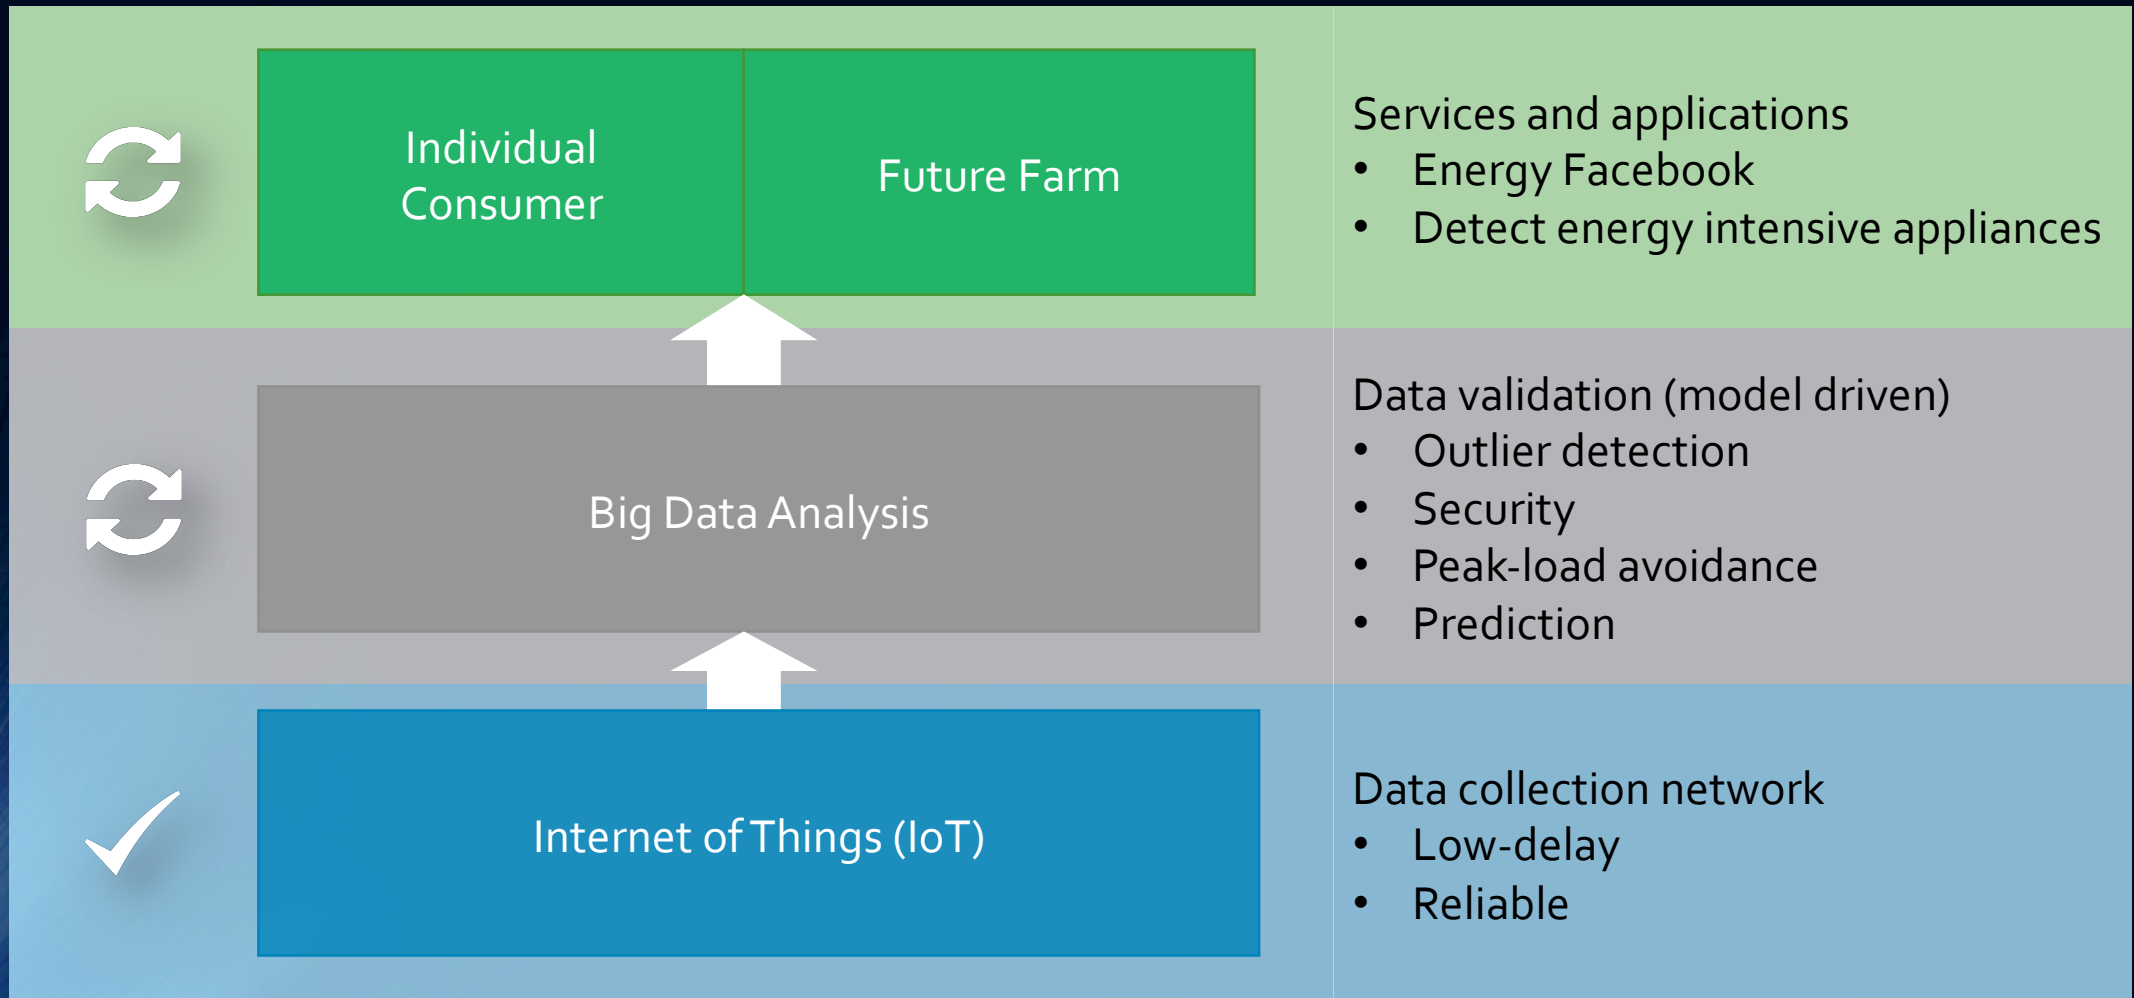 Individual
Consumer
Future Farm
Services and applications
• Energy Facebook
• Detect energy intensive appliances
Big Data Analysis
Data validation (model driven)
• Outlier detection
• Security
• Peak-load avoidance
• Prediction
Internet of Things (IoT)
Data collection network
• Low-delay
• Reliable